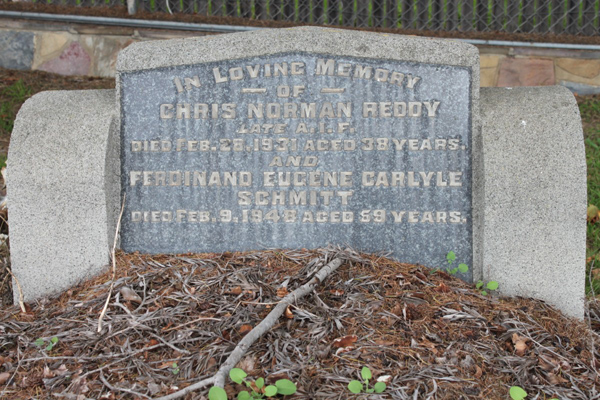 IN LOVING MEMORY
— OF —
CHRIS NORMAN REDDY
LATE A.I.F.
DIED FEB. 28, 1931 AGED 38 YEARS.
AND
FERDINAND EUGENE CARLYLE
SCHMITT
DIED FEB. 9, 1948 AGED 59 YEARS.